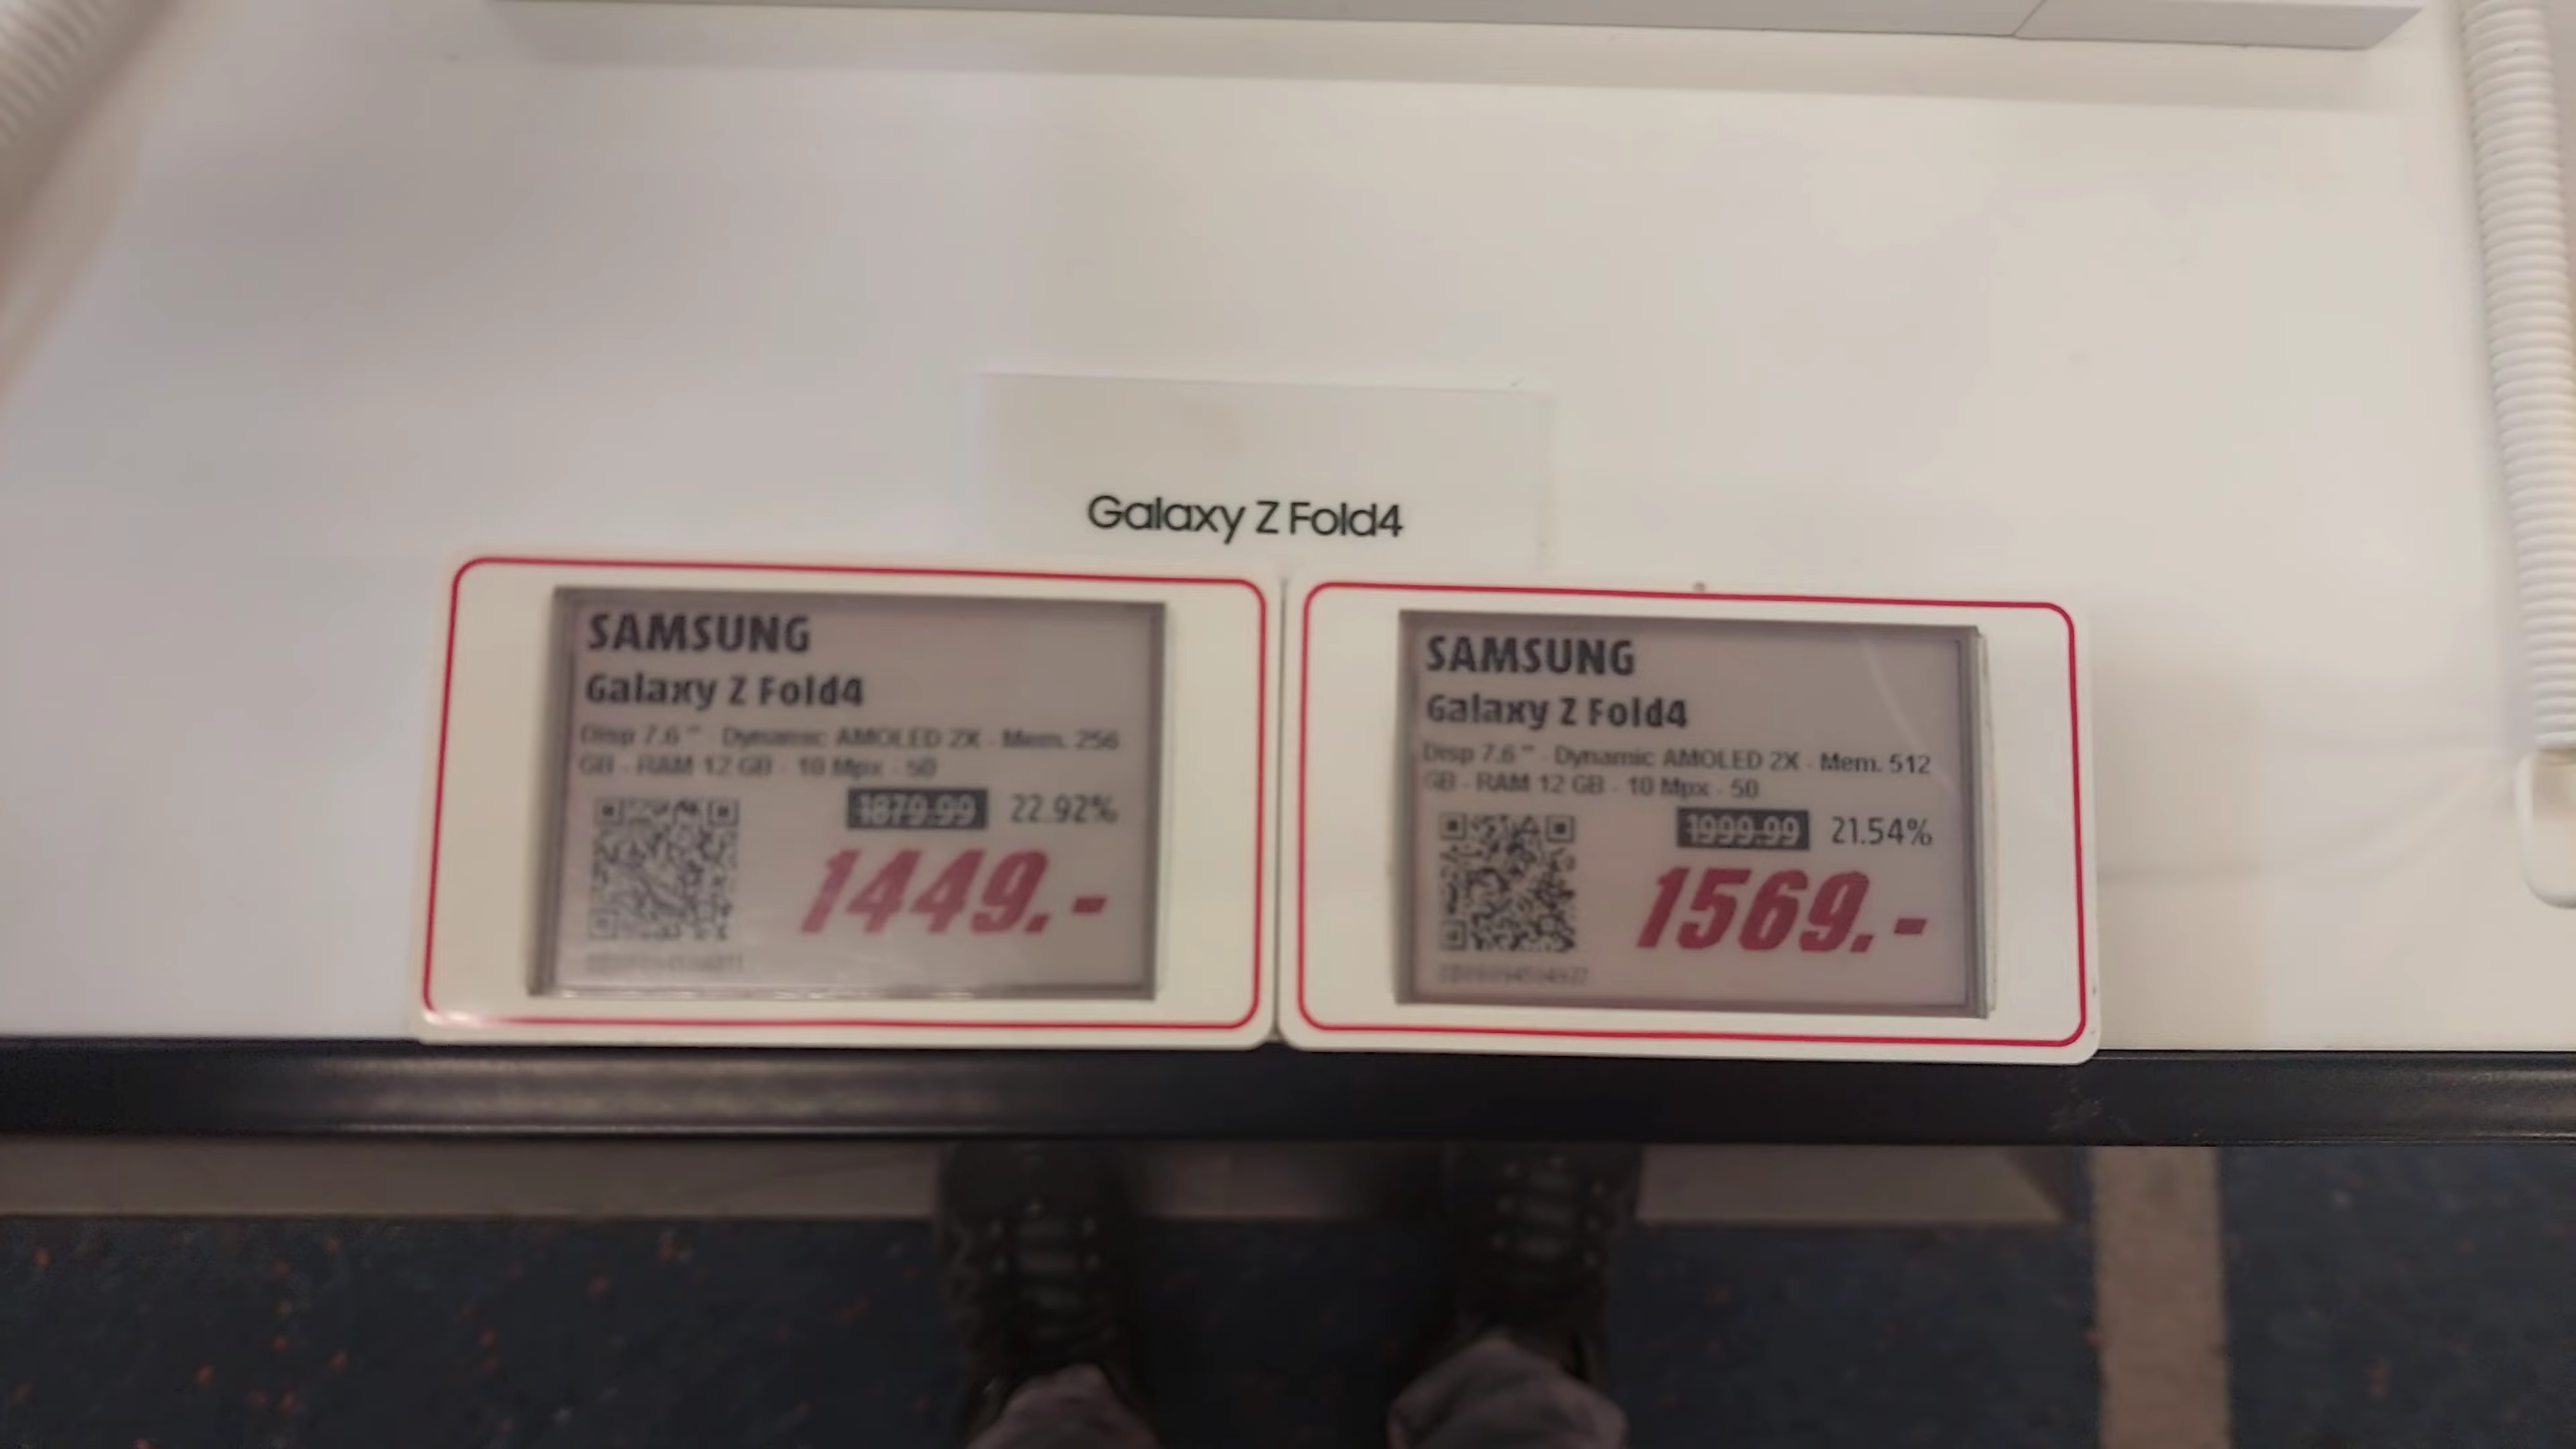 Galaxy Z Fold4
SAMSUNG
Galaxy Z Fold4
Disp 7.6 " - Dynamic AMOLED 2X - Mem. 256
GB - RAM 12 GB - 10 Mpx - 50
1879.99 22.92%
1449.-
SAMSUNG
Galaxy Z Fold4
Disp 7.6 " - Dynamic AMOLED 2X - Mem. 512
GB - RAM 12 GB - 10 Mpx - 50
1999.99 21.54%
1569.-